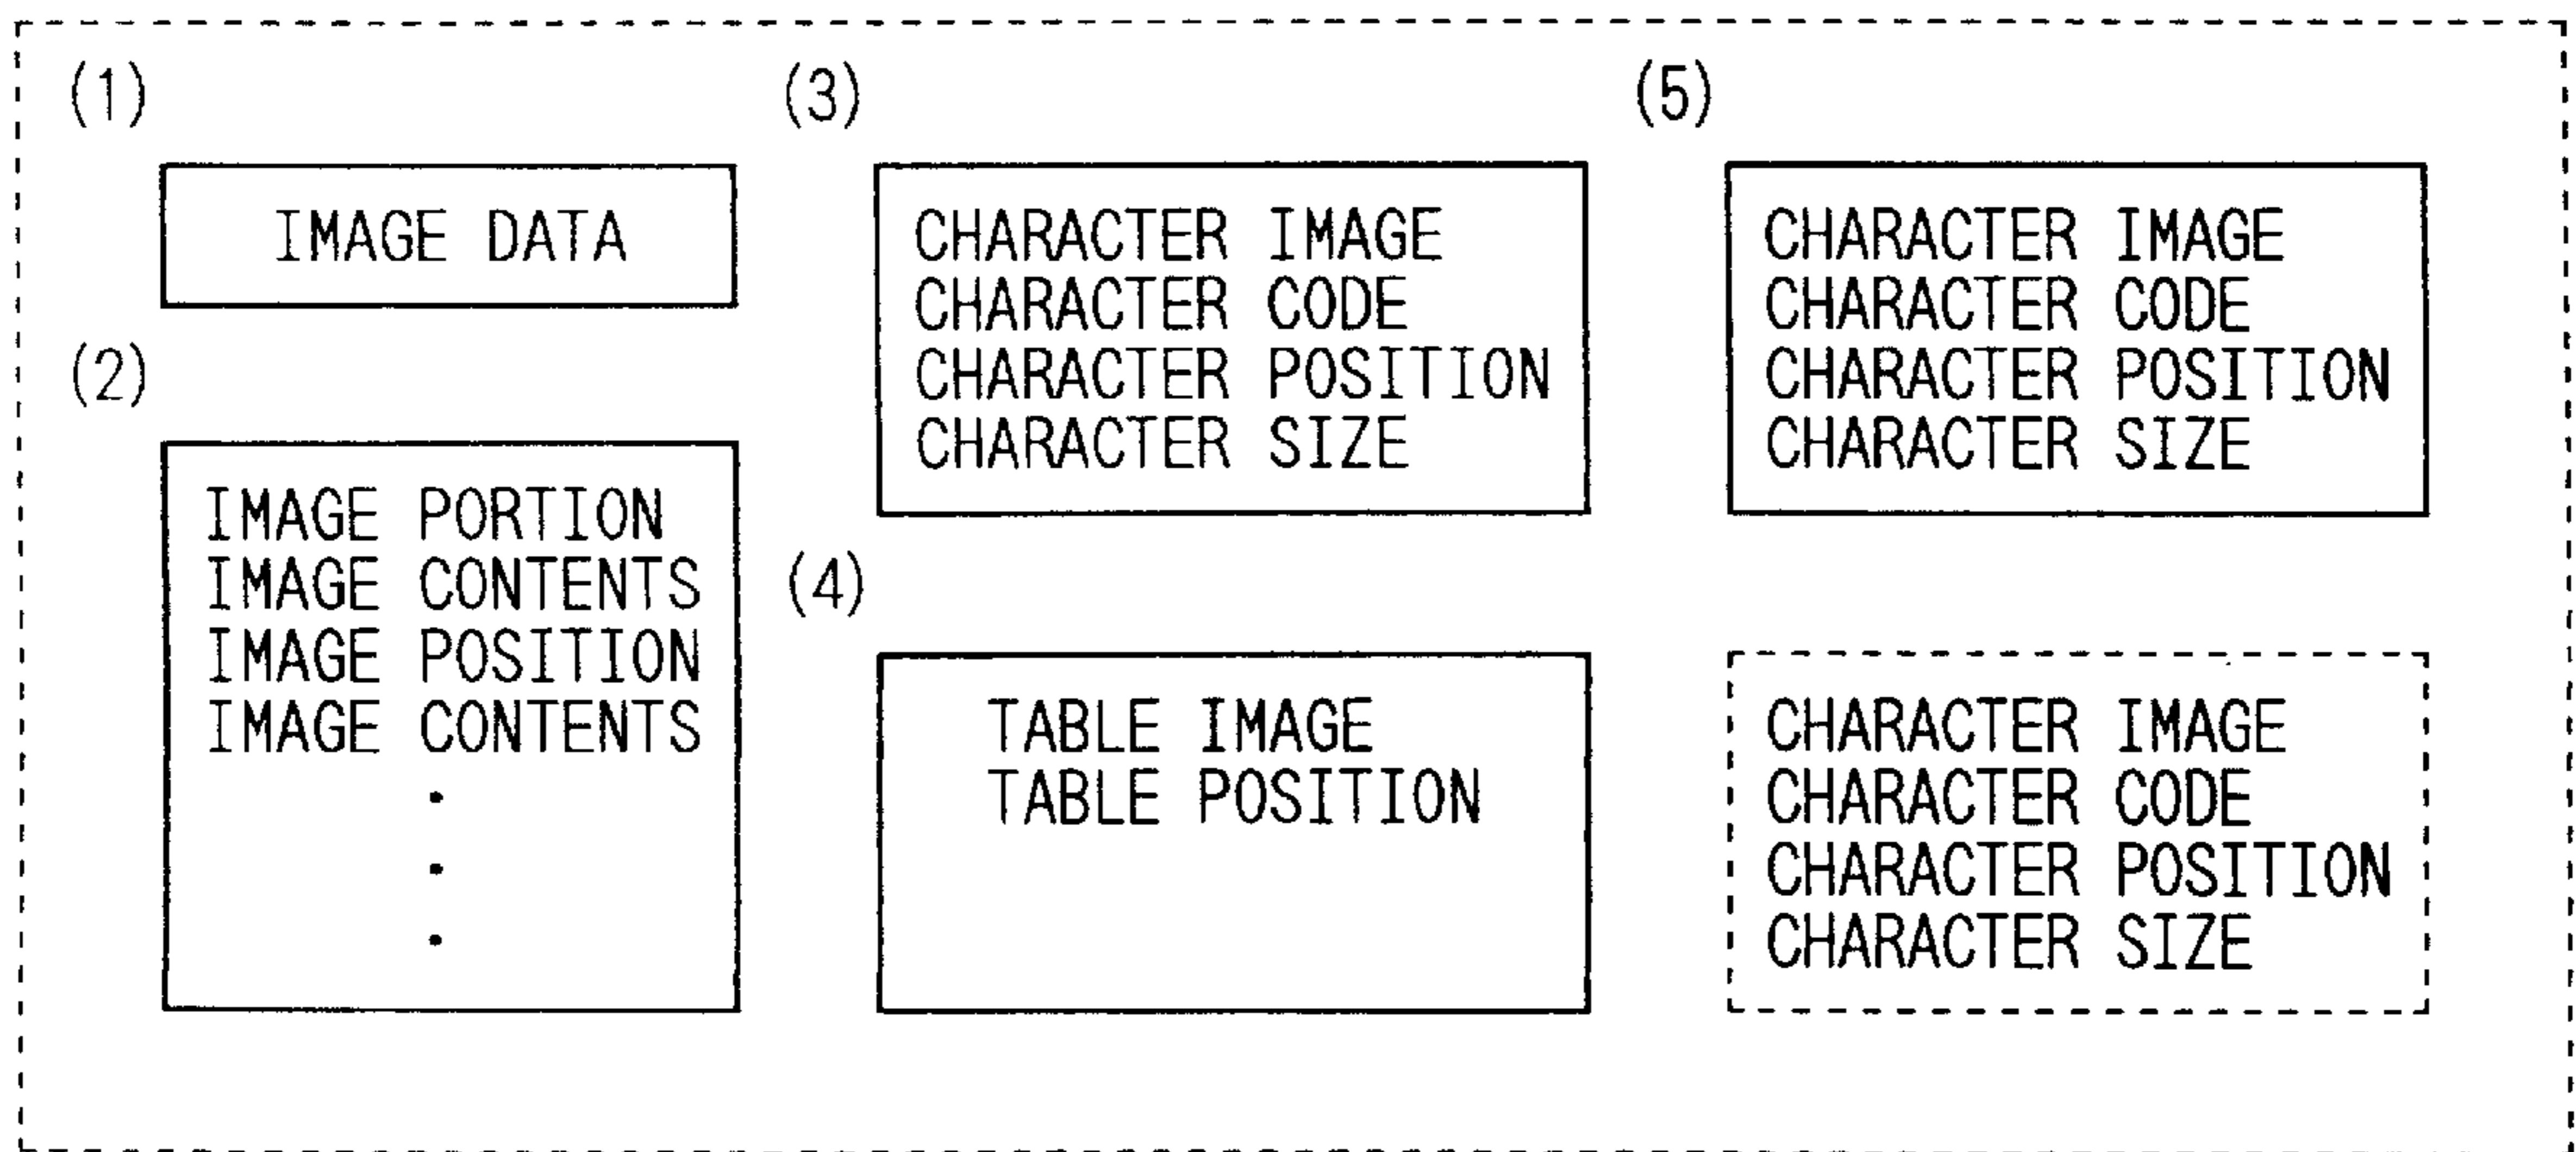 (1)
IMAGE DATA
(2)
IMAGE PORTION
IMAGE CONTENTS
IMAGE POSITION
IMAGE CONTENTS
(3)
CHARACTER IMAGE
CHARACTER CODE
CHARACTER POSITION
CHARACTER SIZE
(4)
TABLE IMAGE
TABLE POSITION
(5)
CHARACTER IMAGE
CHARACTER CODE
CHARACTER POSITION
CHARACTER SIZE
CHARACTER IMAGE
CHARACTER CODE
CHARACTER POSITION
CHARACTER SIZE